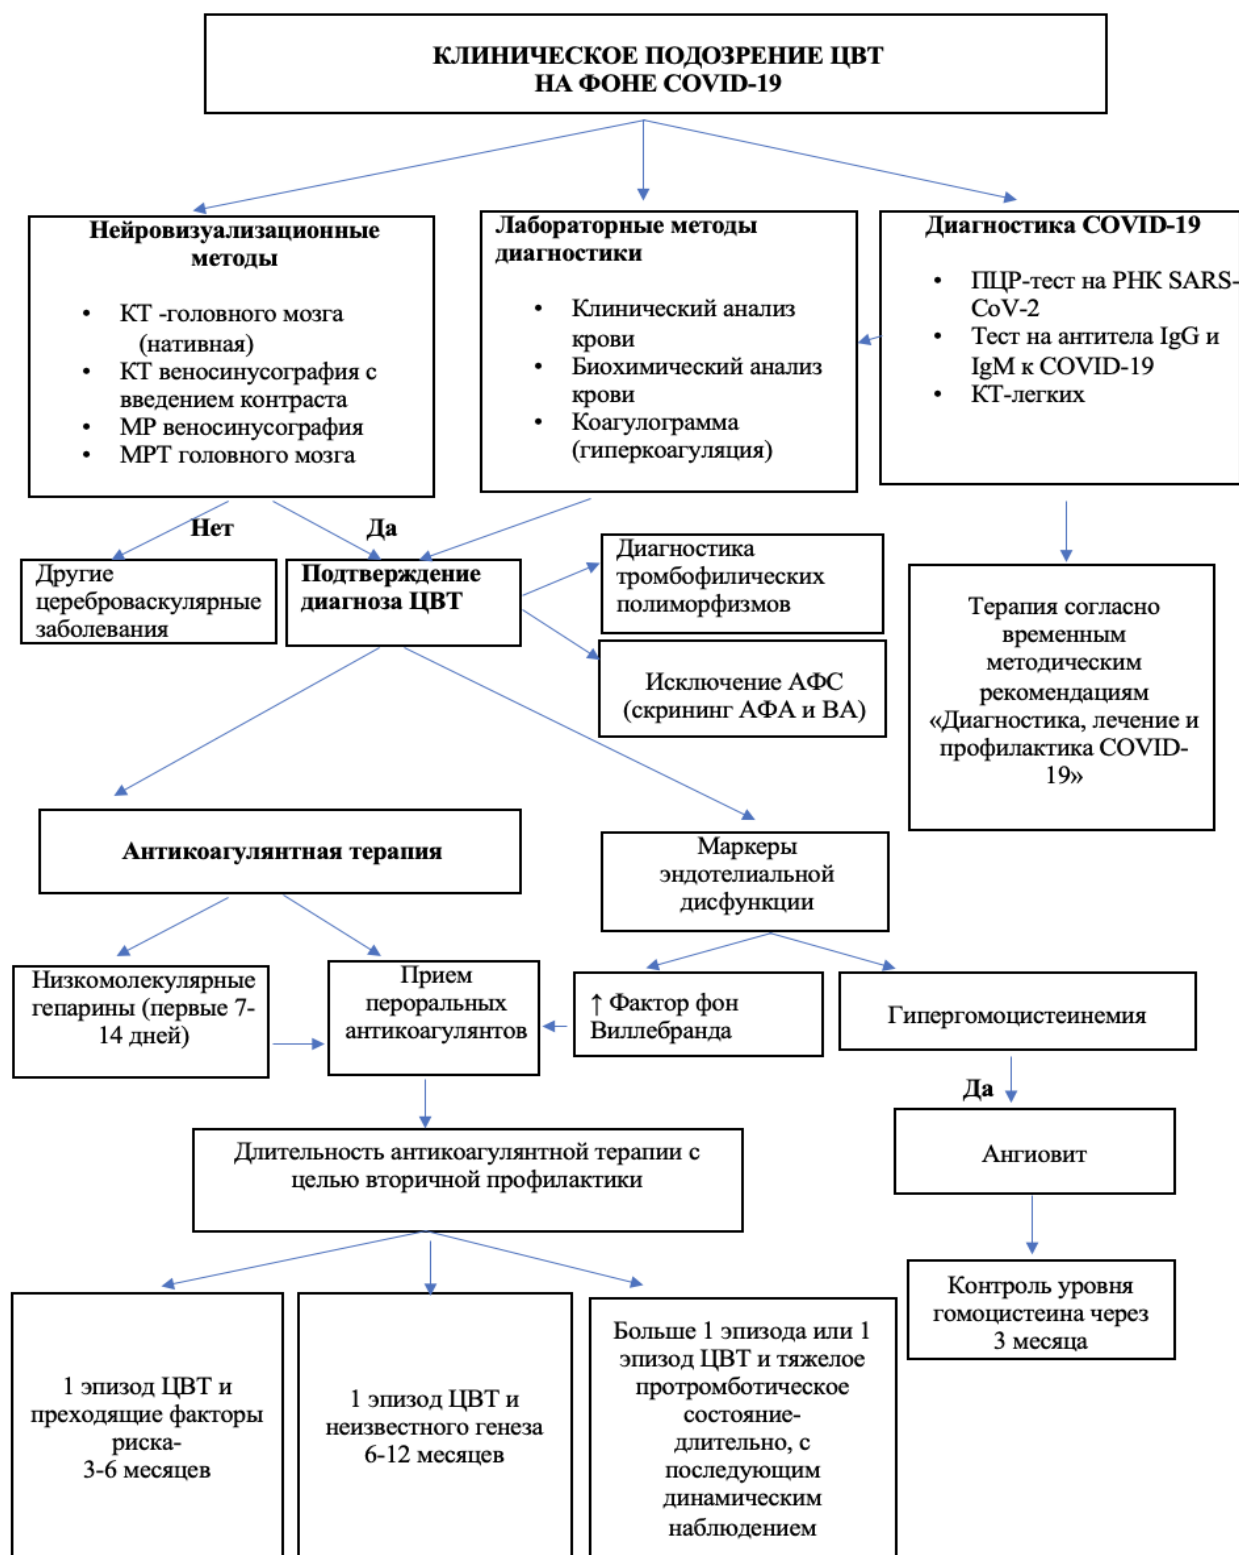 КЛИНИЧЕСКОЕ ПОДОЗРЕНИЕ ЦВТ
НА ФОНЕ COVID-19
Нейровизуализационные
методы
• КТ -головного мозга
(нативная)
• КТ веносинусография с
введением контраста
• МР веносинусография
• МРТ головного мозга
Лабораторные методы
диагностики
• Клинический анализ
крови
• Биохимический анализ
крови
• Коагулограмма
(гиперкоагуляция)
Диагностика COVID-19
• ПЦР-тест на РНК SARS-
CoV-2
• Тест на антитела IgG и
IgM к COVID-19
• КТ-легких
Нет
Да
Другие
цереброваскулярные
заболевания
Подтверждение
диагноза ЦВТ
Диагностика
тромбофилических
полиморфизмов
Исключение АФС
(скрининг АФА и ВА)
Терапия согласно
временным
методическим
рекомендациям
«Диагностика, лечение и
профилактика COVID-
19»
Антикоагулянтная терапия
Маркеры
эндотелиальной
дисфункции
Низкомолекулярные
гепарины (первые 7-
14 дней)
Прием
пероральных
антикоагулянтов
↑ Фактор фон
Виллебранда
Гипергомоцистеинемия
Да
Ангиовит
Длительность антикоагулянтной терапии с
целью вторичной профилактики
Контроль уровня
гомоцистеина через
3 месяца
1 эпизод ЦВТ и
преходящие факторы
риска-
3-6 месяцев
1 эпизод ЦВТ и
неизвестного генеза
6-12 месяцев
Больше 1 эпизода или 1
эпизод ЦВТ и тяжелое
протромботическое
состояние-
длительно, с
последующим
динамическим
наблюдением